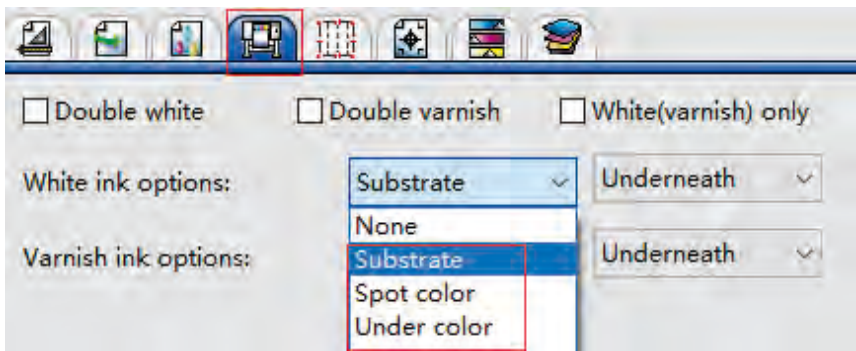 Double white Double varnish White(varnish) only
White ink options: Substrate Underneath
None
Varnish ink options: Substrate Underneath
Spot color
Under color